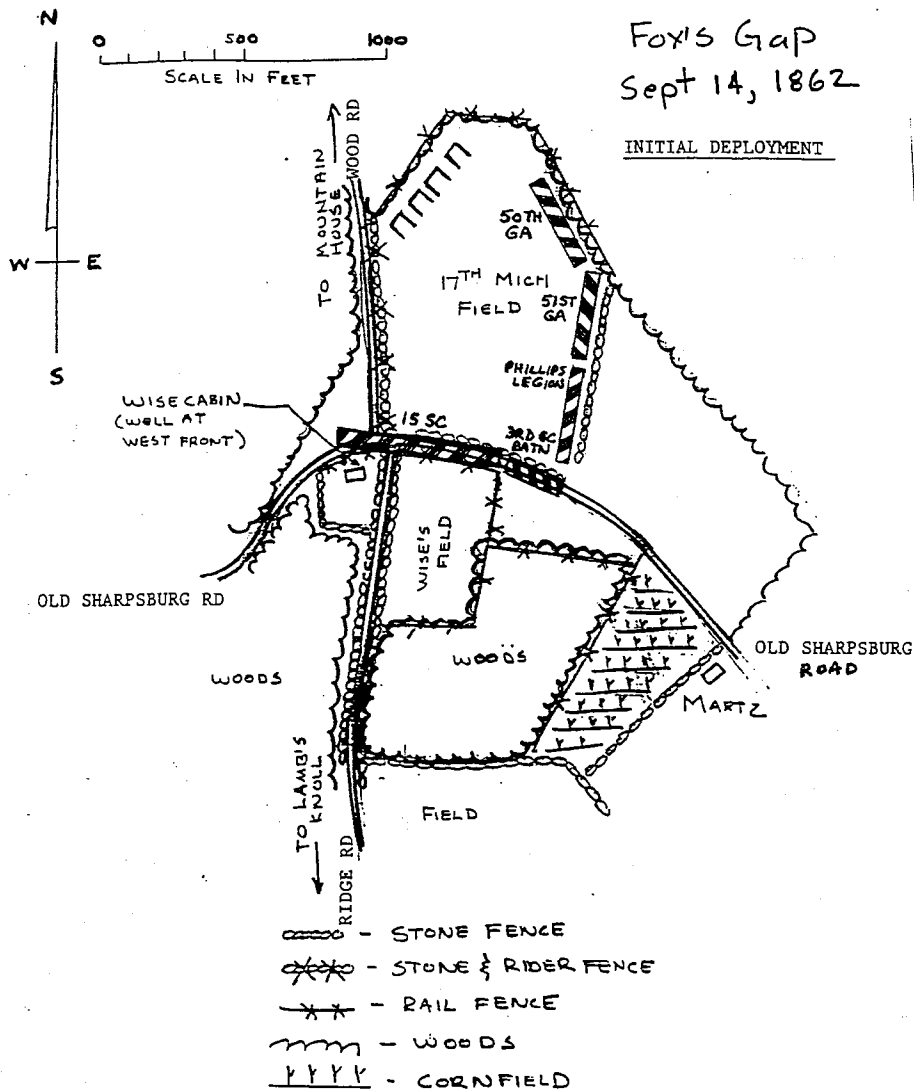 Fox's Gap
Sept 14, 1862
INITIAL DEPLOYMENT
N
W
E
S
0 500 1000
SCALE IN FEET
TO MOUNTAIN
HOUSE
WOOD RD
50TH
GA
17TH MICH
FIELD
51ST
GA
PHILLIPS
LEGION
WISE CABIN
(WELL AT
WEST FRONT)
15 SC
3RD SC
BATN
WISE'S
FIELD
OLD SHARPSBURG RD
WOODS
WOODS
OLD SHARPSBURG
ROAD
MARTZ
TO LAMB'S
KNOLL
FIELD
RIDGE RD
- STONE FENCE
- STONE & RIDER FENCE
- RAIL FENCE
- WOODS
- CORNFIELD